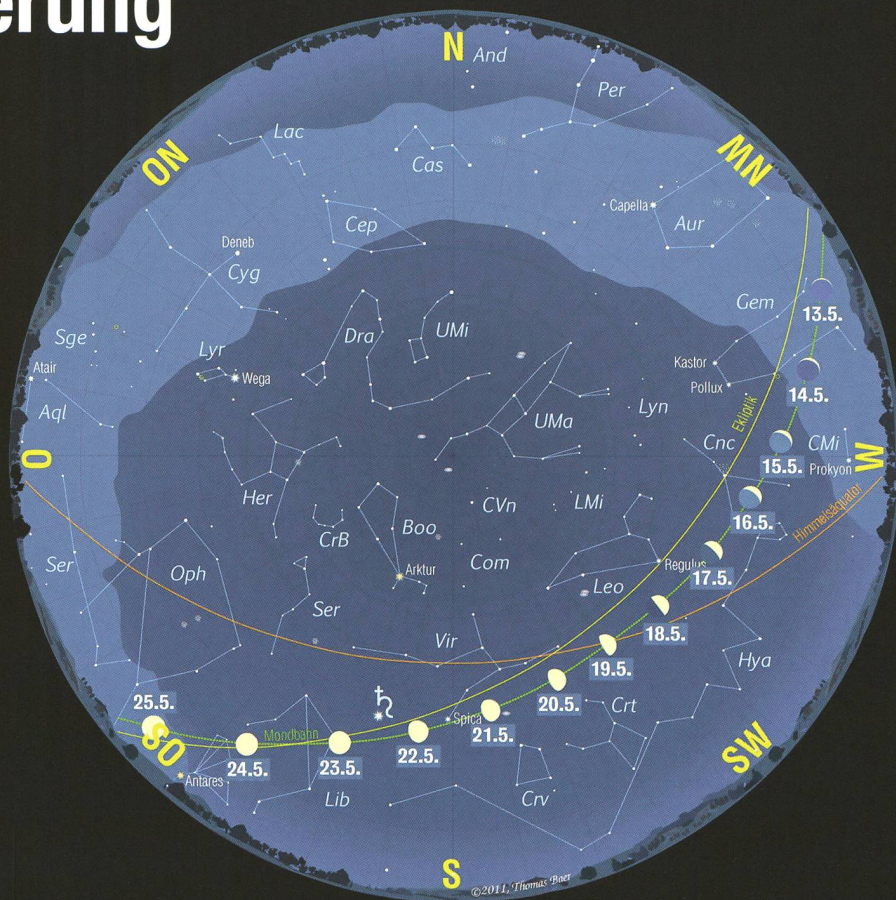 erung
N
And
Per
Lac
Cas
NO
NW
Capella
Aur
Cep
Deneb
Cyg
Gem
13.5.
Sge
Lyr
Dra
UMi
Atair
Wega
Kastor
Pollux
14.5.
Aql
UMa
Lyn
Ekliptik
Cnc
CMi
O
W
15.5.
Prokyon
Her
CVn
LMi
16.5.
Himmelsäquator
CrB
Boo
Ser
Oph
Arktur
Com
Regulus
17.5.
Leo
Ser
18.5.
Vir
19.5.
Hya
25.5.
20.5.
♄
Spica
Crt
SO
Mondbahn
21.5.
SW
24.5.
23.5.
22.5.
Antares
Lib
Crv
S
©2011, Thomas Baer